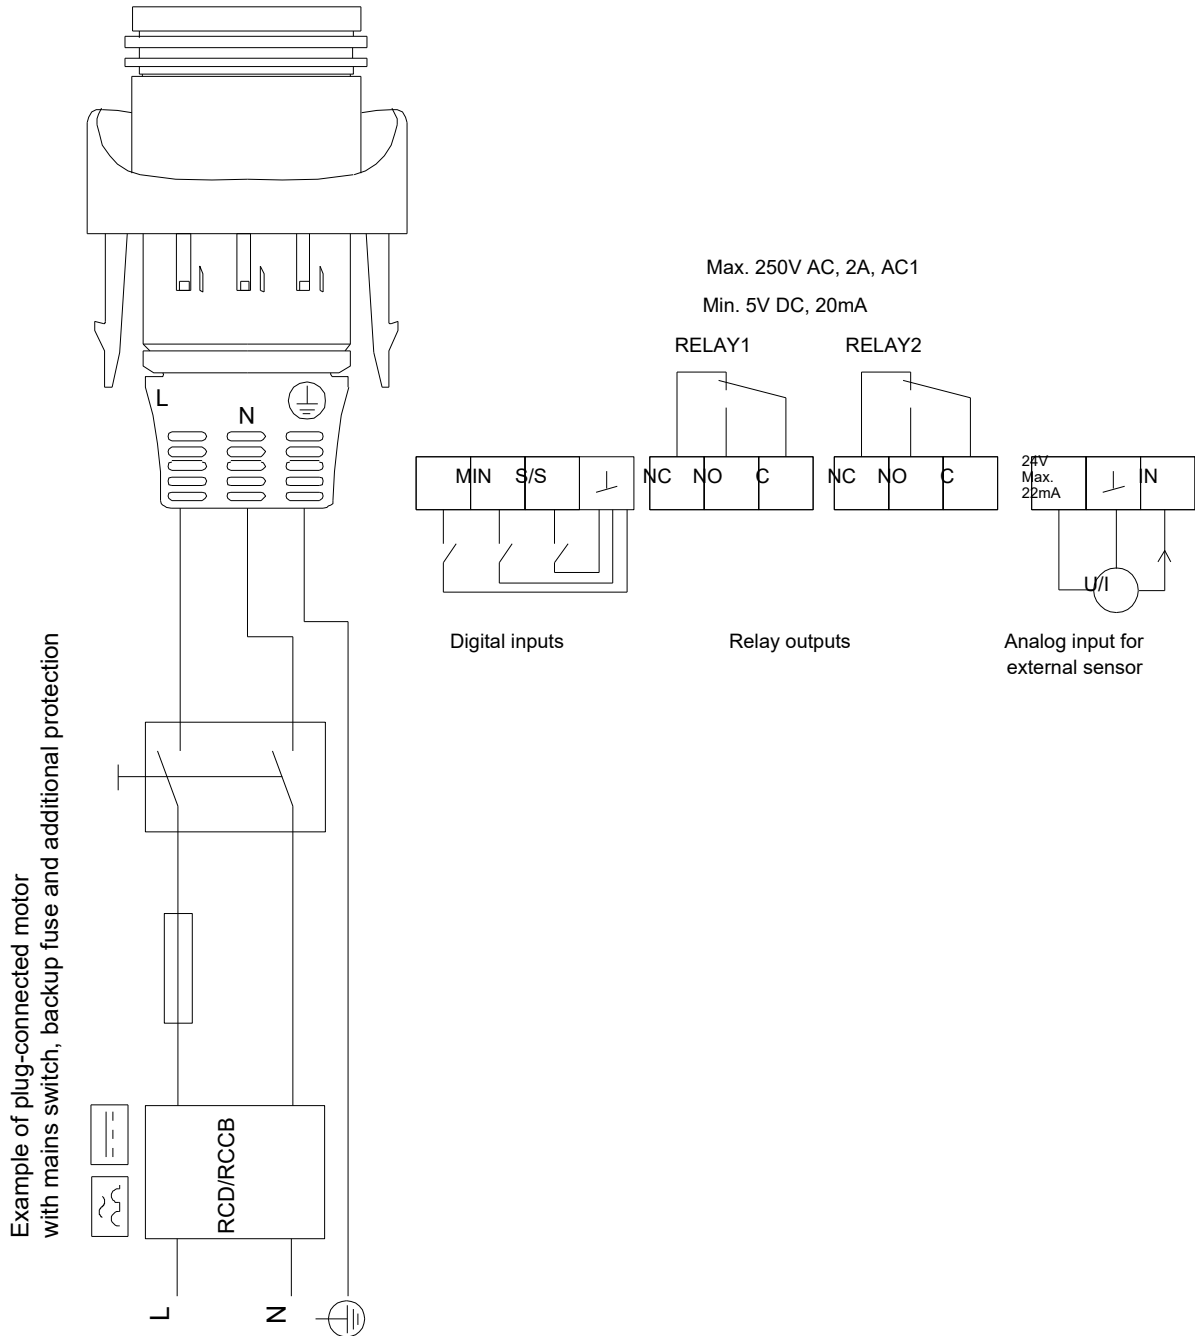 Max. 250V AC, 2A, AC1
Min. 5V DC, 20mA
RELAY1
RELAY2
L
N
MIN
S/S
NC
NO
C
NC
NO
C
24V
Max.
22mA
IN
U/I
Digital inputs
Relay outputs
Analog input for
external sensor
Example of plug-connected motor
with mains switch, backup fuse and additional protection
RCD/RCCB
L
N